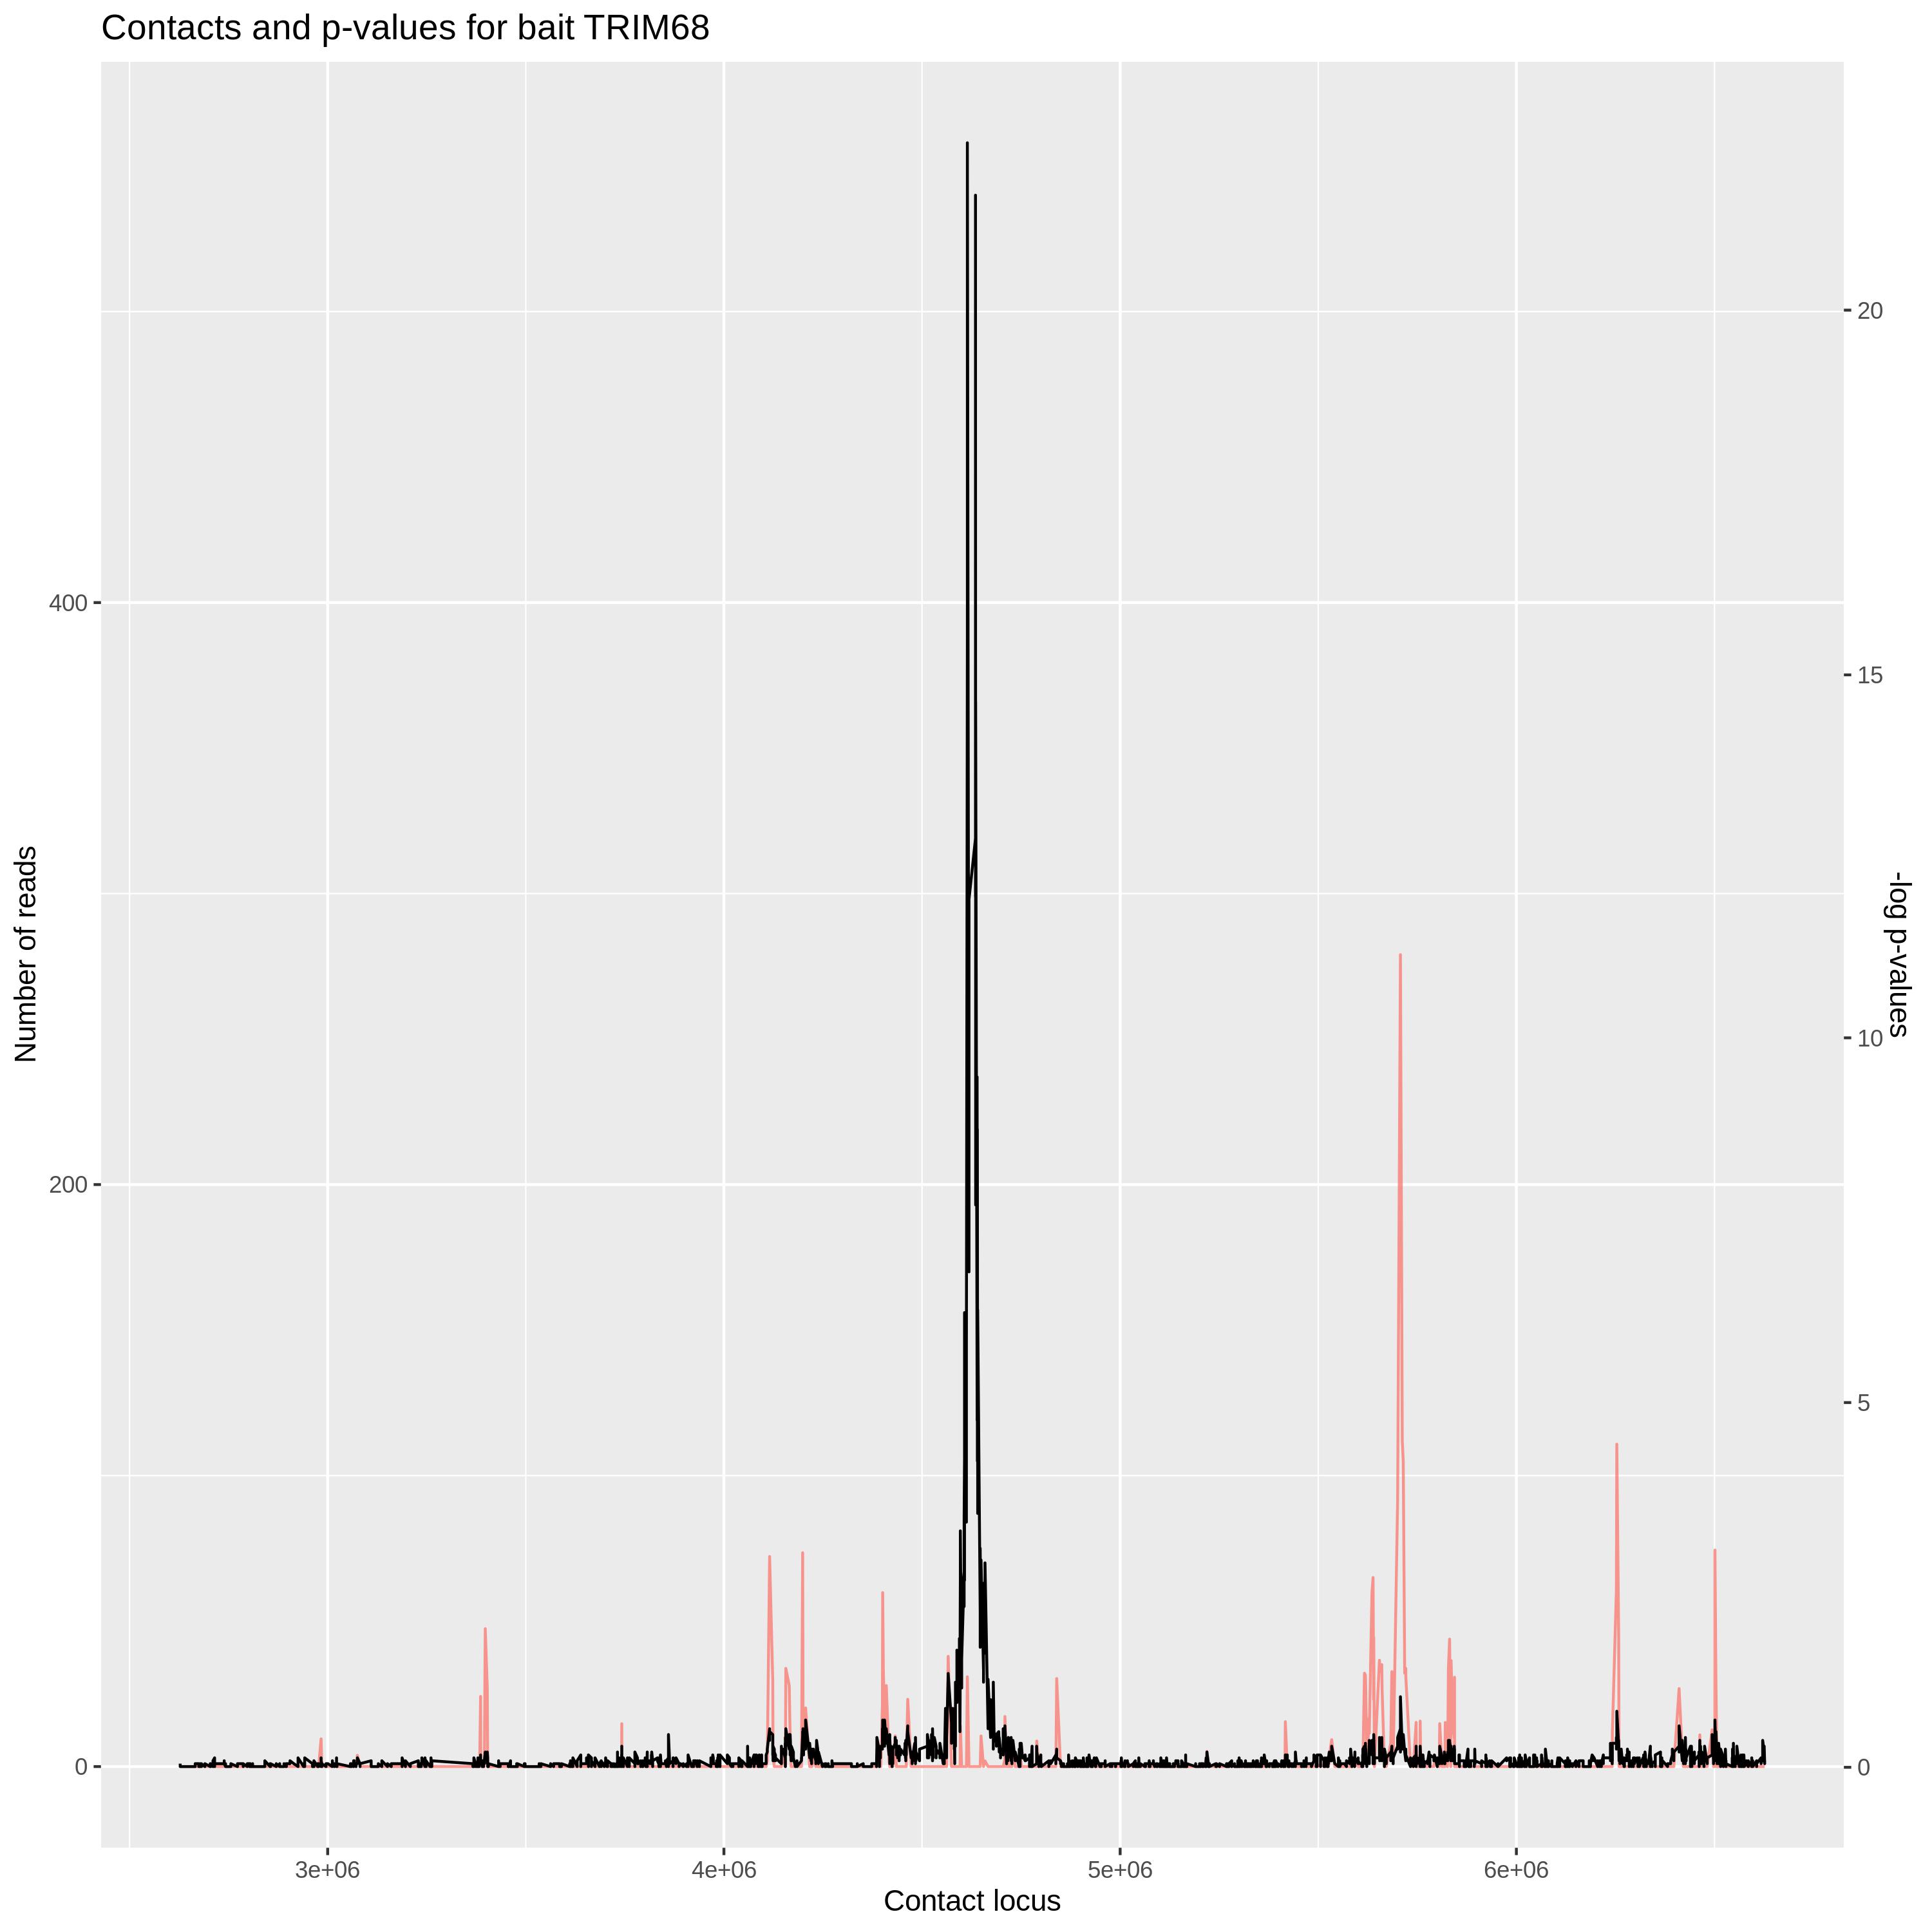 Contacts and p-values for bait TRIM68
Number of reads
400
200
0
20
15
10
5
0
-log p-values
3e+06
4e+06
5e+06
6e+06
Contact locus